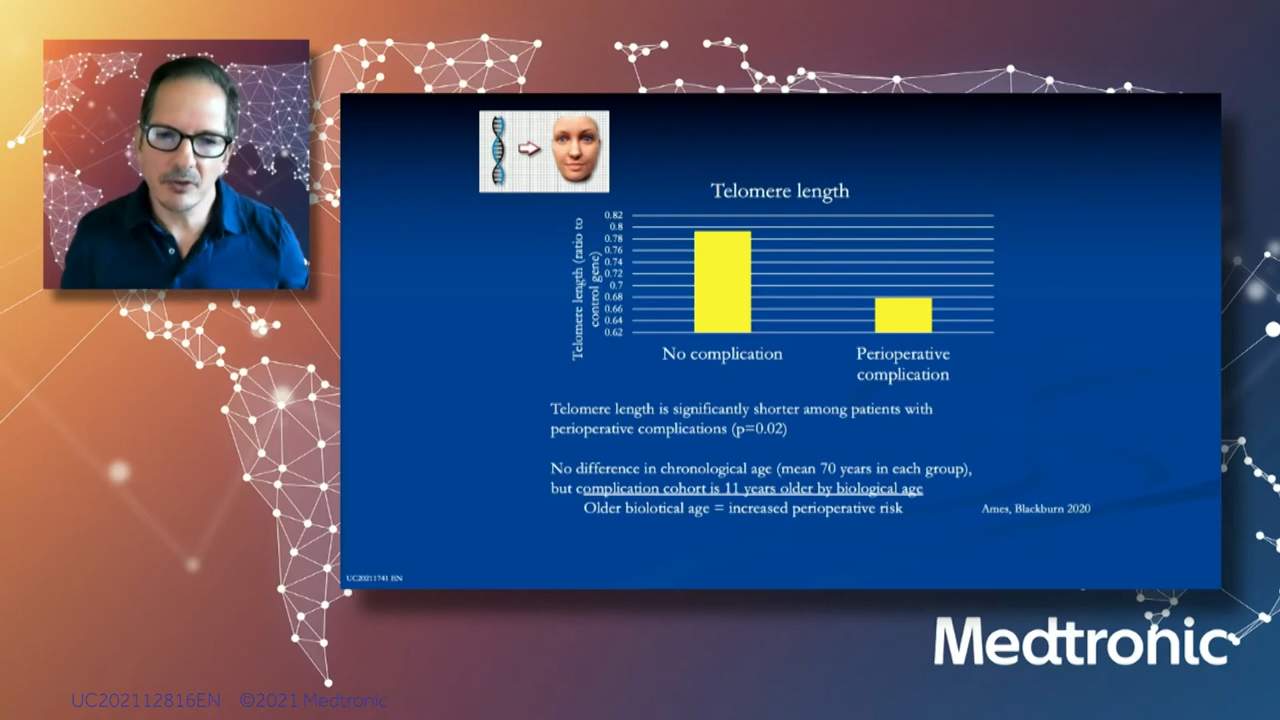 Telomere length
Telomere length (ratio to
control gene)
0.82
0.8
0.78
0.76
0.74
0.72
0.7
0.68
0.66
0.64
0.62
No complication
Perioperative
complication
Telomere length is significantly shorter among patients with
perioperative complications (p=0.02)
No difference in chronological age (mean 70 years in each group),
but complication cohort is 11 years older by biological age
Older biolotical age = increased perioperative risk
Ames, Blackburn 2020
UC20211741 EN
Medtronic
UC202112816EN ©2021 Medtronic